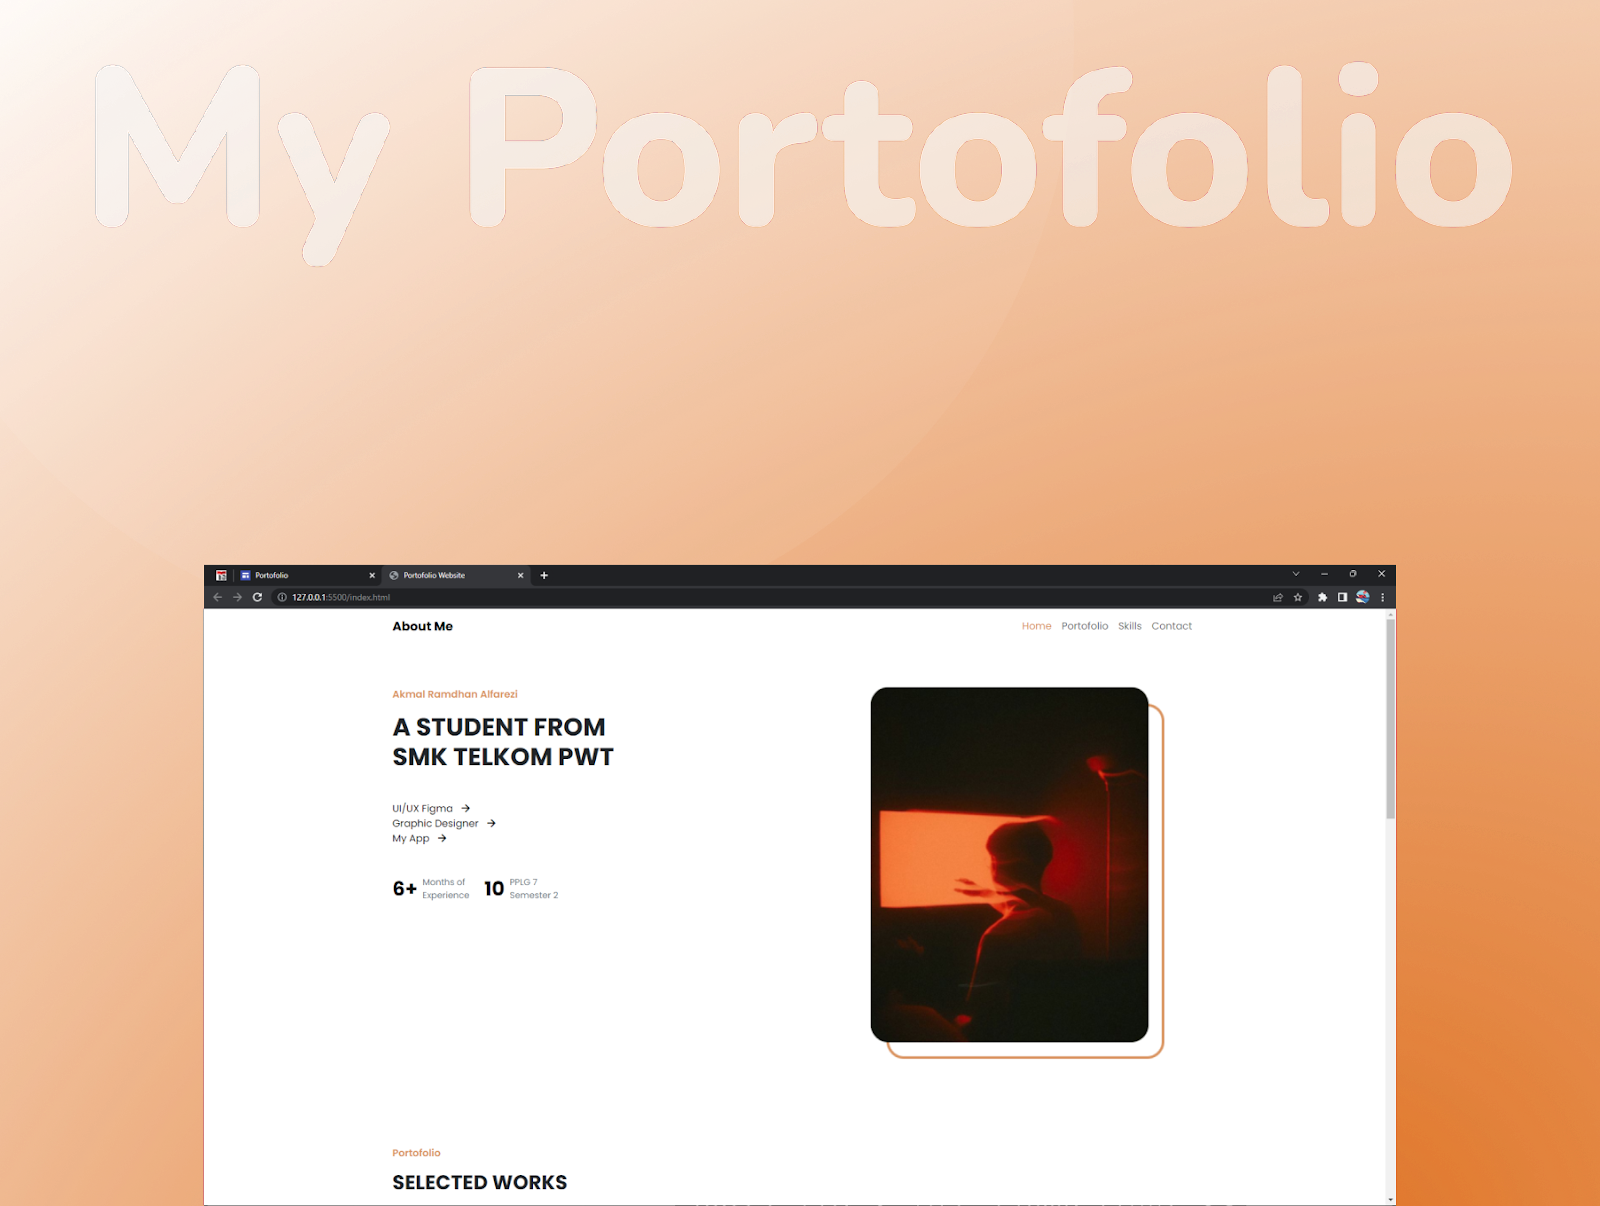 My Portofolio
Portofolio
Portofolio Website
127.0.0.1:5500/index.html
About Me
Home Portofolio Skills Contact
Akmal Ramdhan Alfarezi
A STUDENT FROM
SMK TELKOM PWT
UI/UX Figma →
Graphic Designer →
My App →
6+ Months of
Experience
10 PPLG 7
Semester 2
Portofolio
SELECTED WORKS